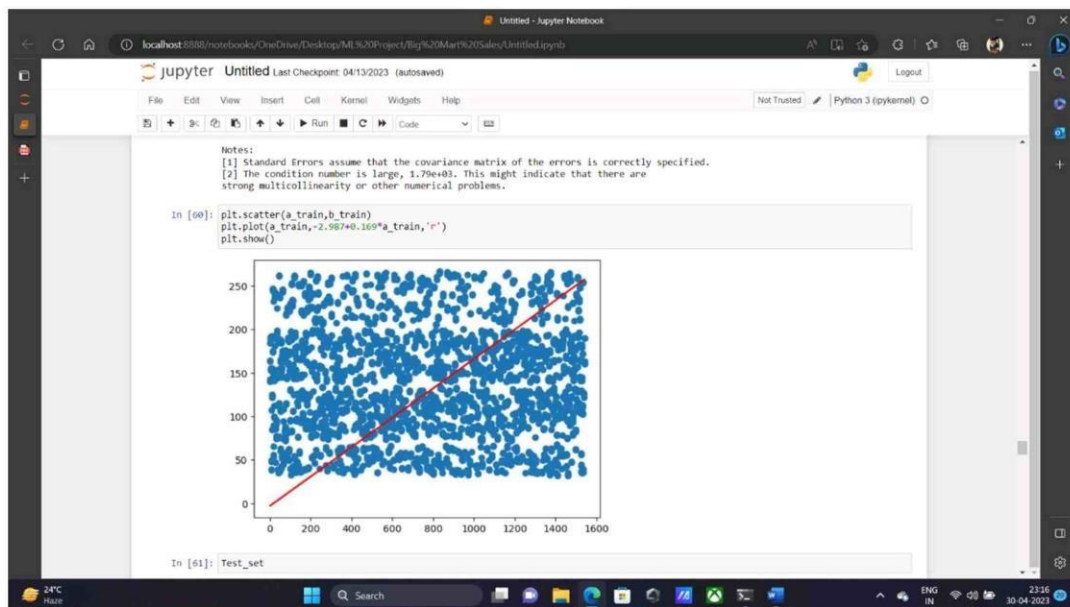 Untitled - Jupyter Notebook
localhost:8888/notebooks/OneDrive/Desktop/ML%20Project/Big%20Mart%20Sales/Untitled.ipynb
jupyter Untitled Last Checkpoint: 04/13/2023 (autosaved)
Logout
File Edit View Insert Cell Kernel Widgets Help
Not Trusted Python 3 (ipykernel)
Run Code
Notes:
[1] Standard Errors assume that the covariance matrix of the errors is correctly specified.
[2] The condition number is large, 1.79e+03. This might indicate that there are
strong multicollinearity or other numerical problems.
In [60]: plt.scatter(a_train,b_train)
plt.plot(a_train,-2.987+0.169*a_train,'r')
plt.show()
250
200
150
100
50
0
0 200 400 600 800 1000 1200 1400 1600
In [61]: Test_set
24°C
Haze
Search
ENG
IN
23:16
30-04-2023
20